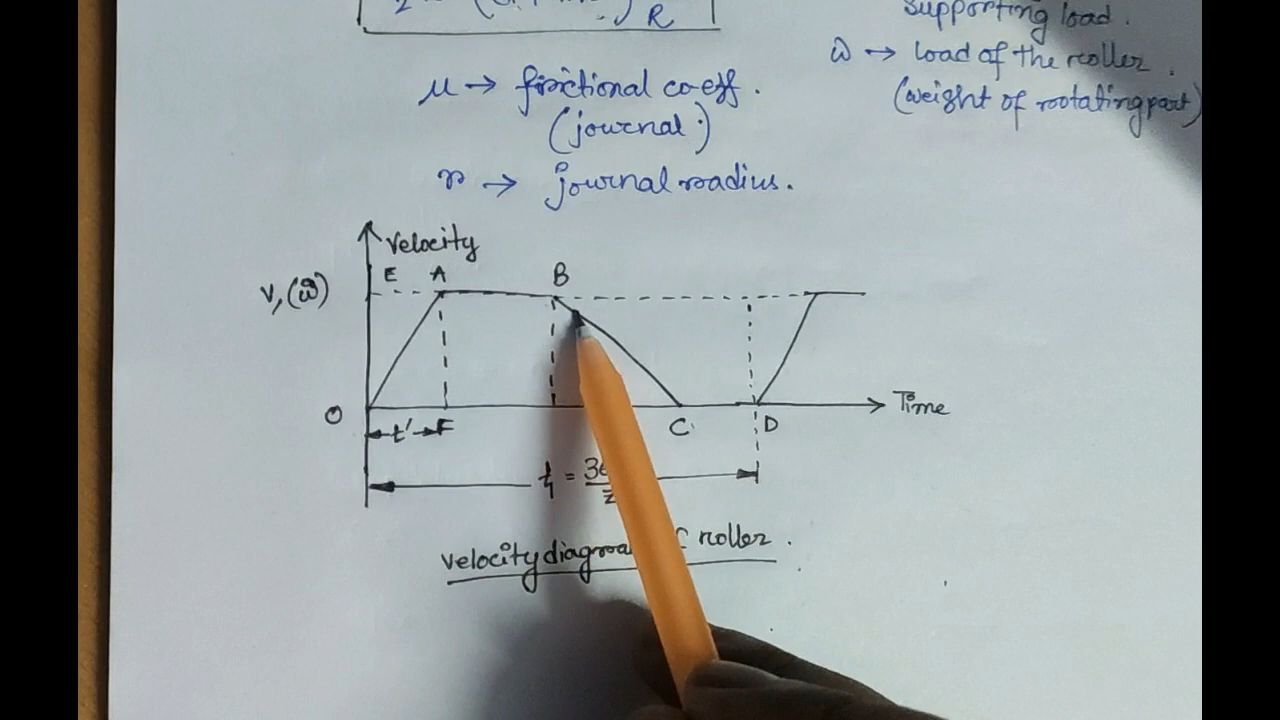 R
supporting load.
ω → load of the roller.
(weight of rotating part)
μ → frictional co-eff.
(journal)
r → journal radius.
Velocity
E A B
V, (ω)
O
t' F C D
Time
t =
velocity diagram of roller.